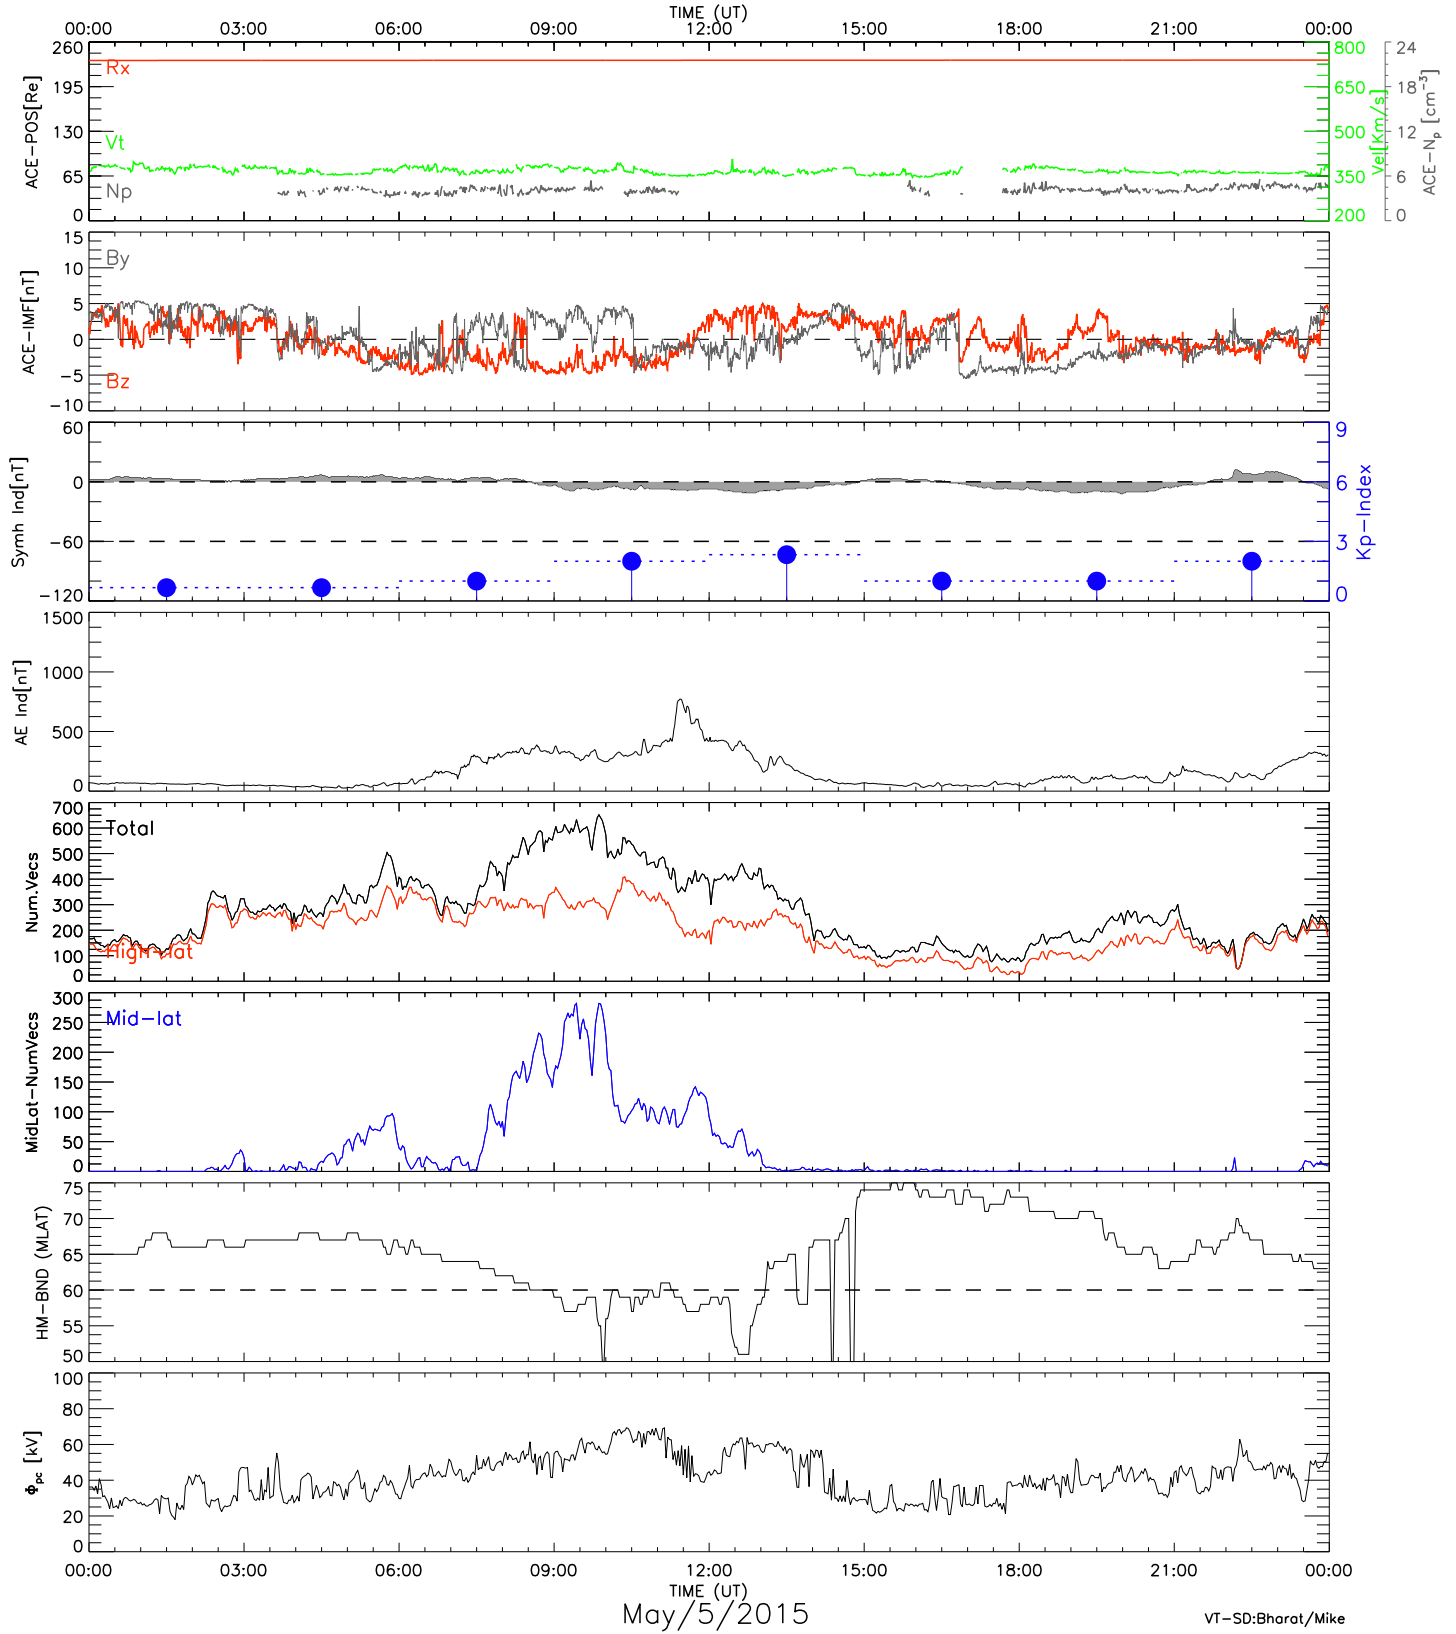 TIME (UT)
00:00 03:00 06:00 09:00 12:00 15:00 18:00 21:00 00:00
ACE-POS[Re]
260
195
130
65
0
Rx
Vt
Np
800
650
500
350
200
Vel[Km/s]
24
18
12
6
0
ACE-Np [cm⁻³]
ACE-IMF[nT]
15
10
5
0
-5
-10
By
Bz
Symh Ind[nT]
60
0
-60
-120
9
6
3
0
Kp-Index
AE Ind[nT]
1500
1000
500
0
Num.Vecs
700
600
500
400
300
200
100
0
Total
High-lat
MidLat-NumVecs
300
250
200
150
100
50
0
Mid-lat
HM-BND (MLAT)
75
70
65
60
55
50
Φpc [kV]
100
80
60
40
20
0
00:00 03:00 06:00 09:00 12:00 15:00 18:00 21:00 00:00
TIME (UT)
May/5/2015
VT-SD:Bharat/Mike